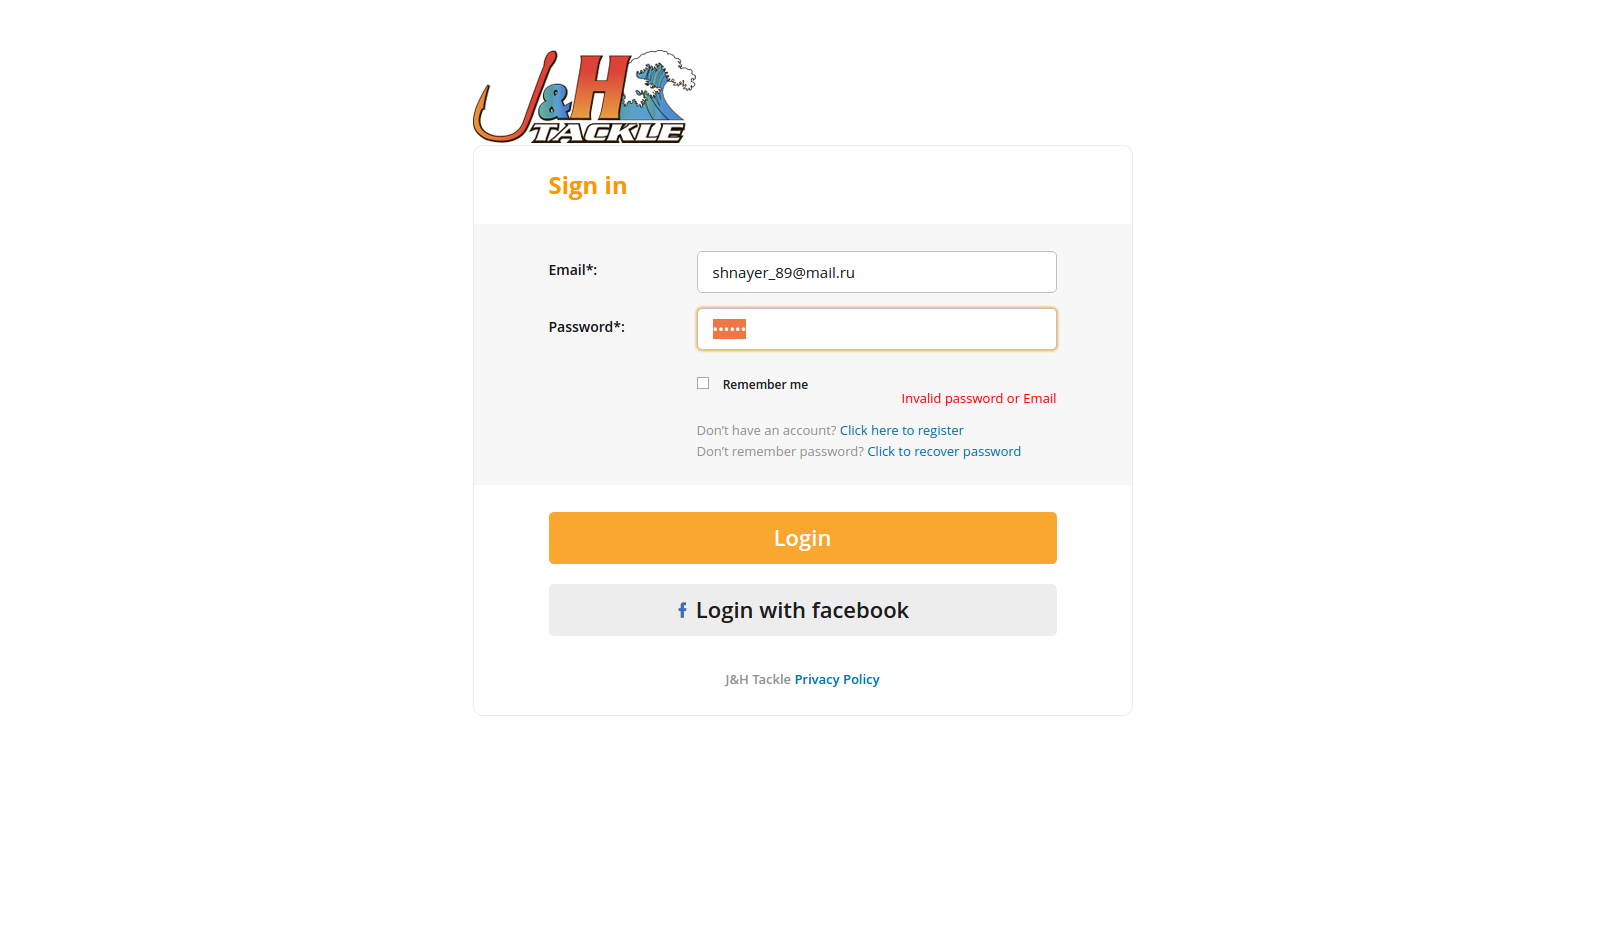 J&H
TACKLE
Sign in
Email*:
shnayer_89@mail.ru
Password*:
••••••
Remember me
Invalid password or Email
Don’t have an account? Click here to register
Don’t remember password? Click to recover password
Login
f Login with facebook
J&H Tackle Privacy Policy